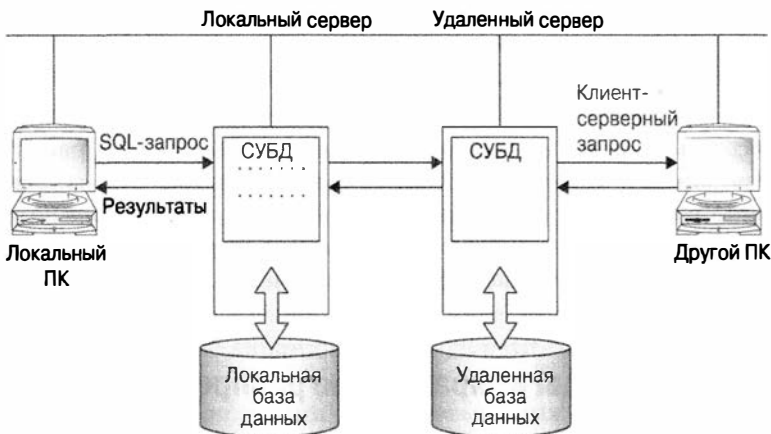 Локальный сервер
Удаленный сервер
SQL-запрос
Результаты
Локальный
ПК
СУБД
СУБД
Клиент-
серверный
запрос
Другой ПК
Локальная
база
данных
Удаленная
база
данных